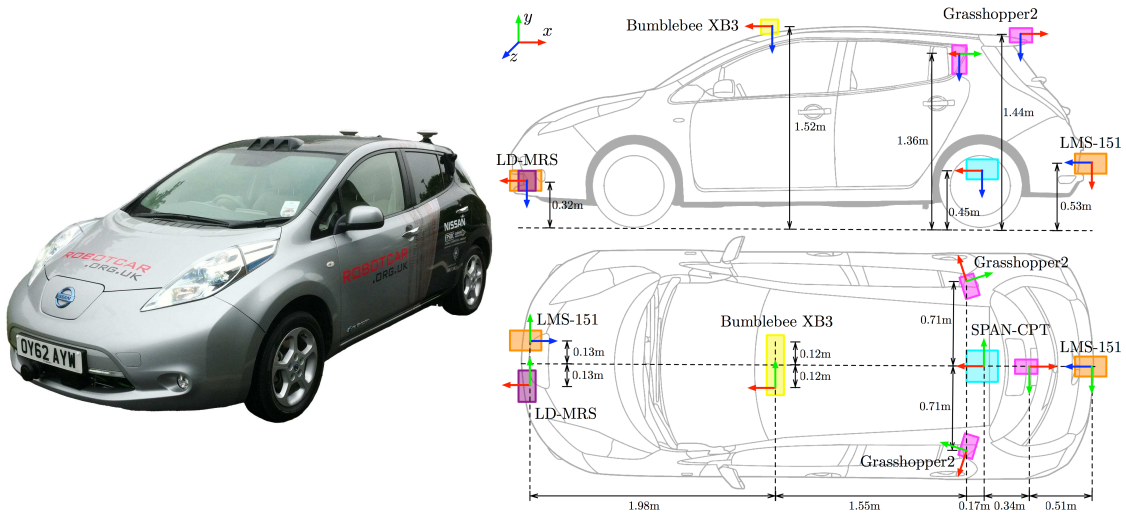 ROBOTCAR
.ORG.UK
OY62 AYW
ROBOTCAR
.ORG.UK
NISSAN
y
x
z
Bumblebee XB3
Grasshopper2
LD-MRS
LMS-151
1.52m
1.36m
1.44m
0.32m
0.45m
0.53m
Grasshopper2
LMS-151
Bumblebee XB3
SPAN-CPT
LMS-151
0.71m
0.13m
0.12m
0.13m
0.12m
0.71m
LD-MRS
Grasshopper2
1.98m
1.55m
0.17m
0.34m
0.51m